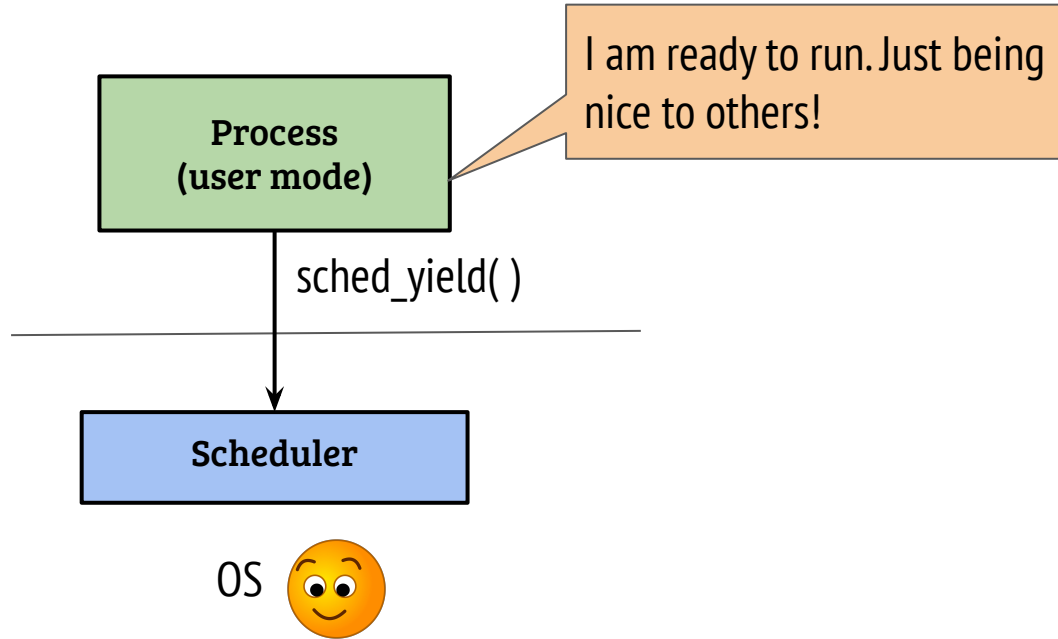 I am ready to run. Just being
nice to others!
Process
(user mode)
sched_yield( )
Scheduler
OS